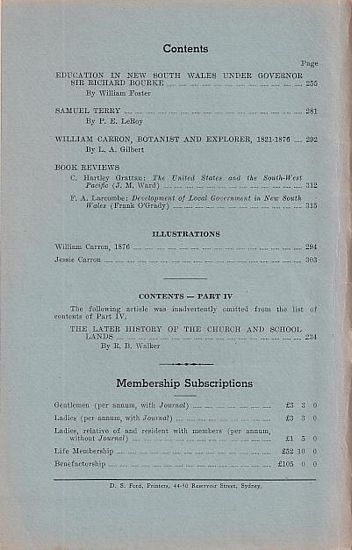 Contents
Page
EDUCATION IN NEW SOUTH WALES UNDER GOVERNOR
SIR RICHARD BOURKE 255
By William Foster
SAMUEL TERRY 281
By P. E. LeRoy
WILLIAM CARRON, BOTANIST AND EXPLORER, 1821-1876 292
By L. A. Gilbert
BOOK REVIEWS
C. Hartley Grattan: The United States and the South-West
Pacific (J. M. Ward) 312
F. A. Larcombe: Development of Local Government in New South
Wales (Frank O'Grady) 315
ILLUSTRATIONS
William Carron, 1876 294
Jessie Carron 303
CONTENTS — PART IV
The following article was inadvertently omitted from the list of
contents of Part IV.
THE LATER HISTORY OF THE CHURCH AND SCHOOL
LANDS 234
By R. B. Walker
Membership Subscriptions
Gentlemen (per annum, with Journal) £3 3 0
Ladies (per annum, with Journal) £3 3 0
Ladies, relative of and resident with members (per annum,
without Journal) £1 5 0
Life Membership £52 10 0
Benefactorship £105 0 0
D. S. Ford, Printers, 44-50 Reservoir Street, Sydney.